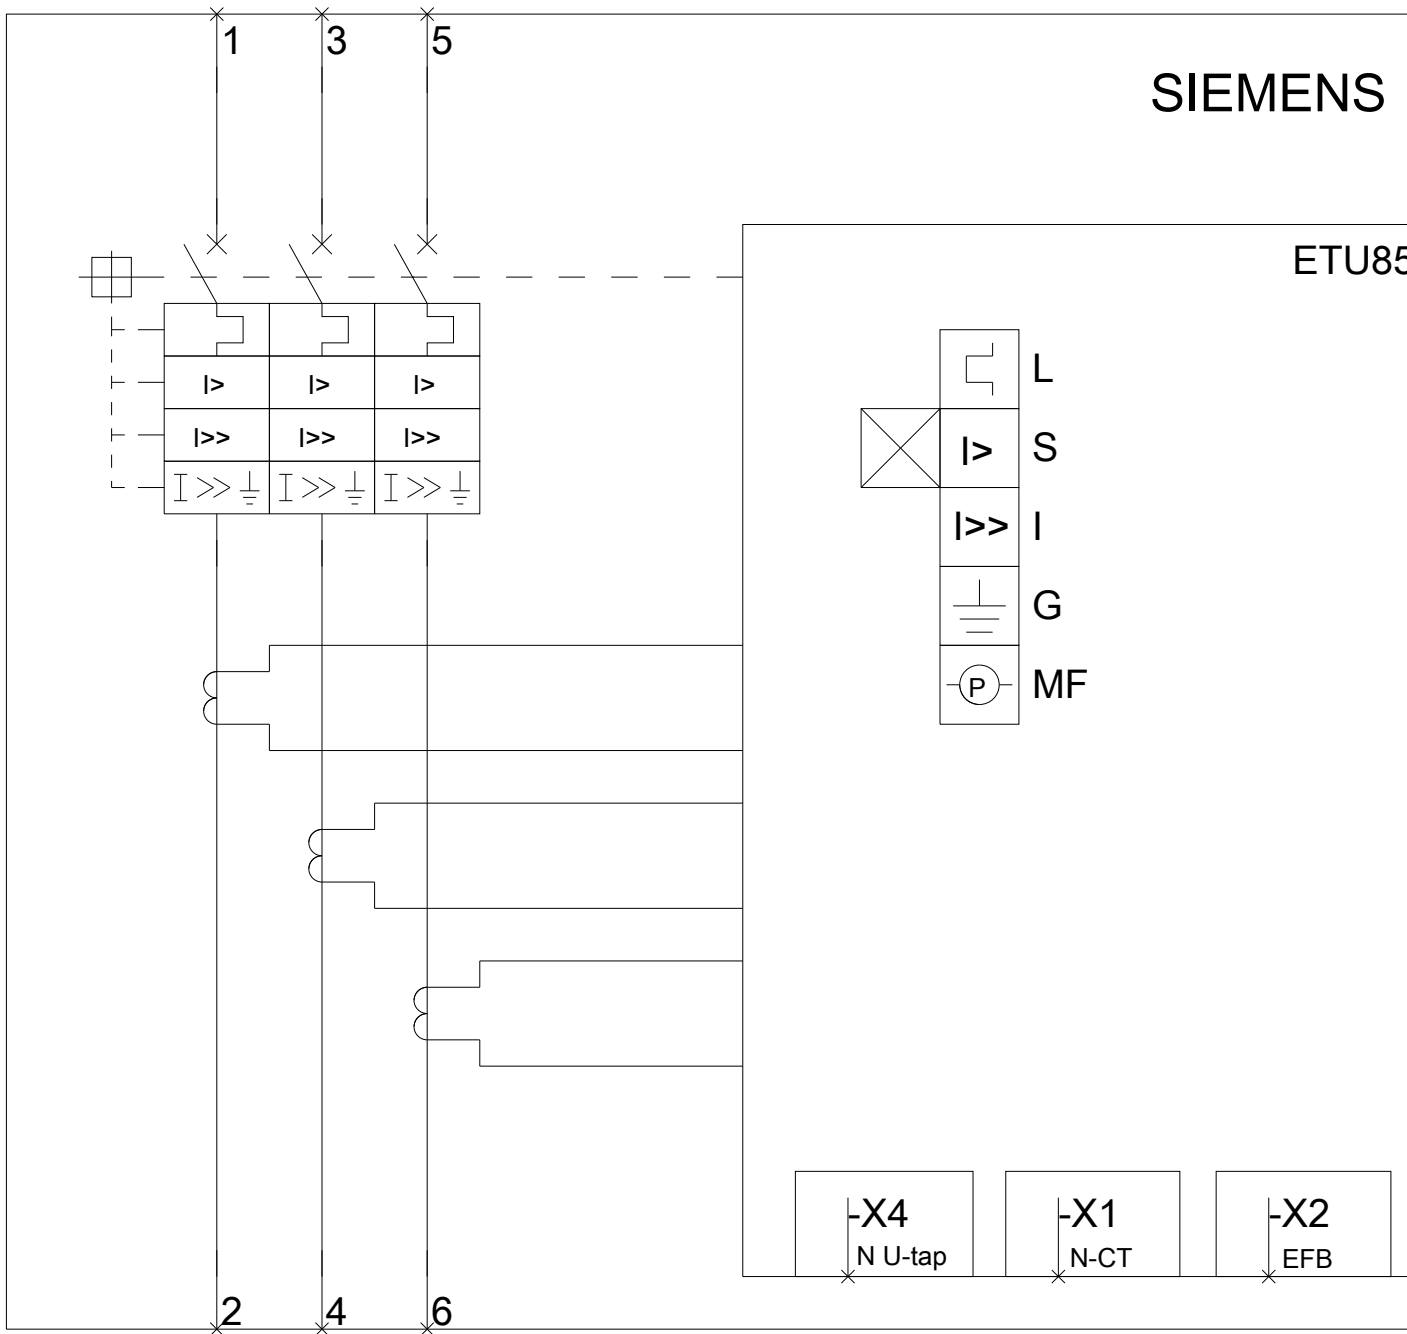 1 3 5
SIEMENS
ETU85
I> I> I>
I>> I>> I>>
I>> I>> I>>
L
I> S
I>> I
G
P MF
-X4 -X1 -X2
N U-tap N-CT EFB
2 4 6